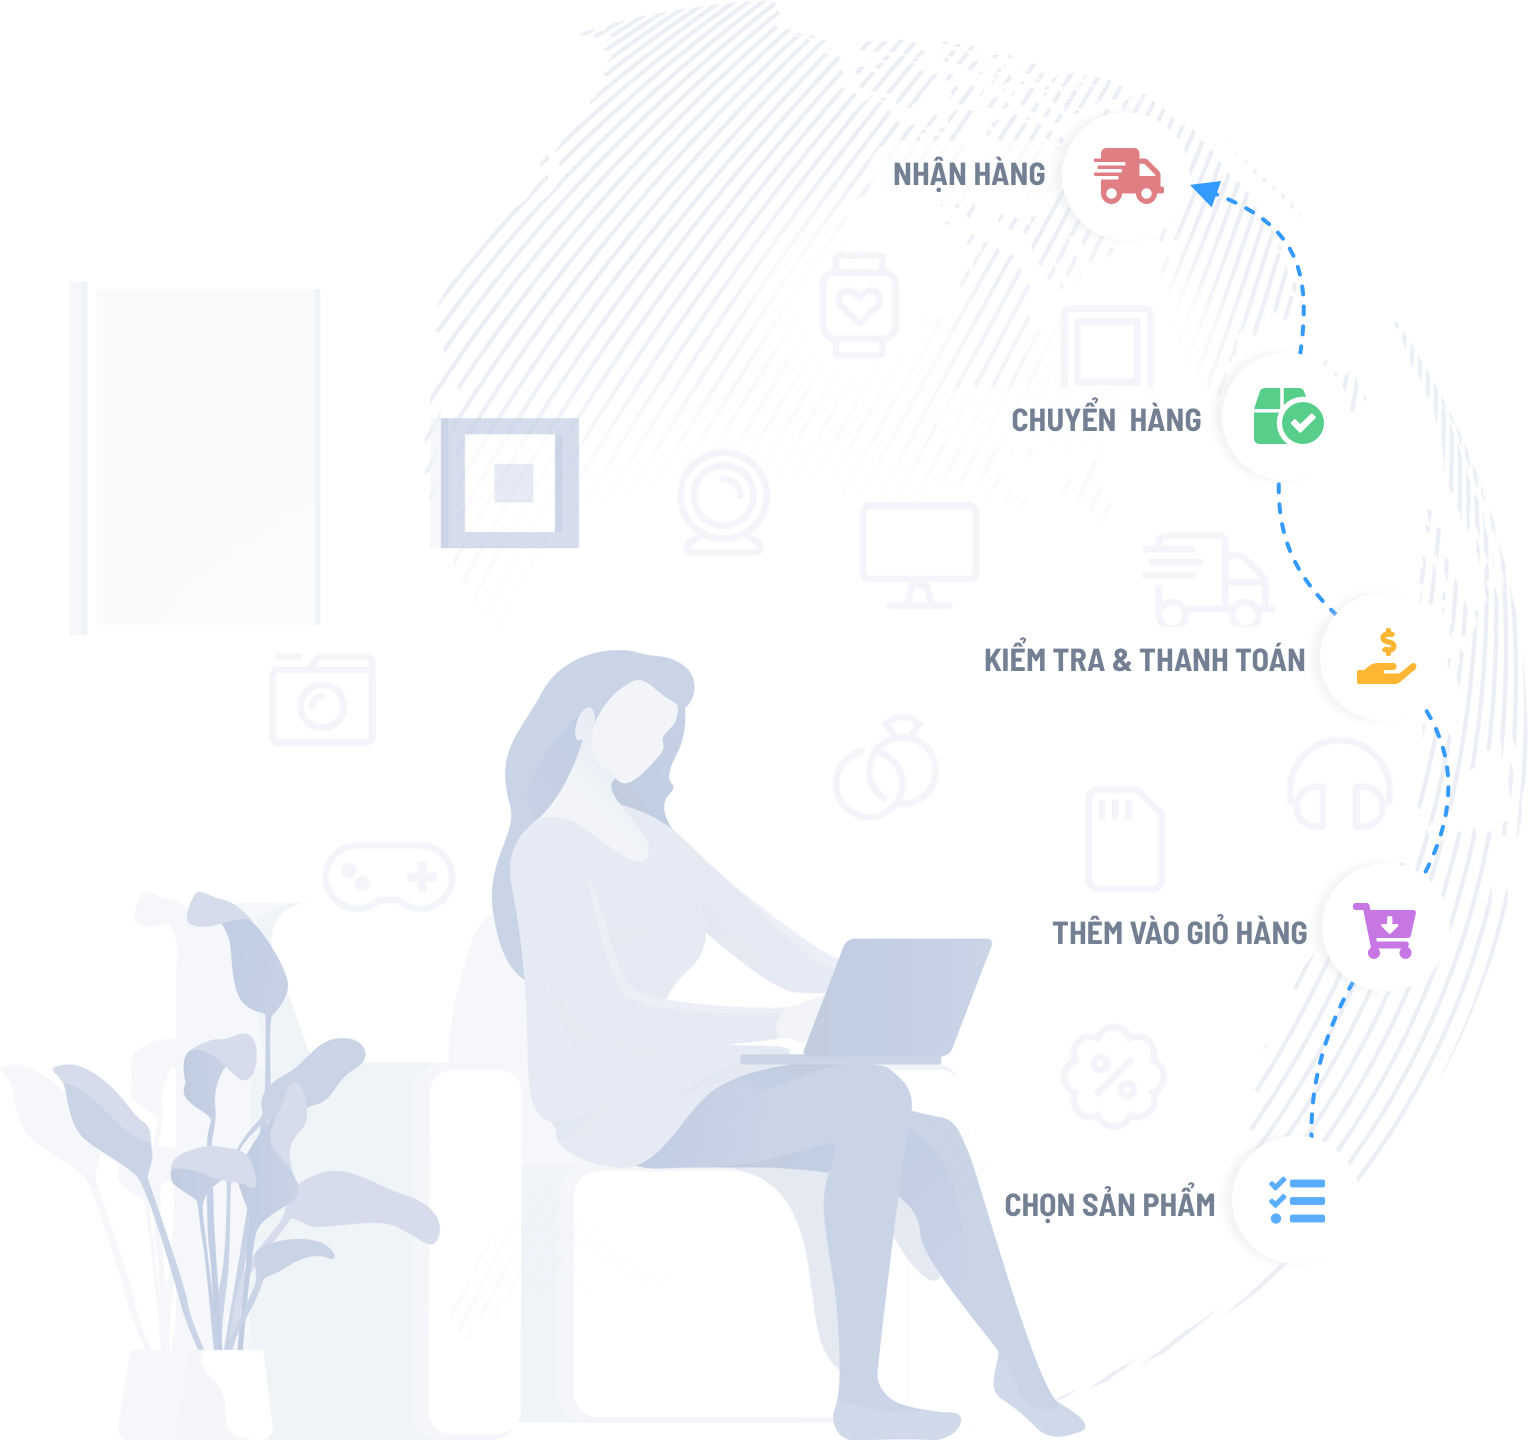 NHẬN HÀNG
CHUYỂN HÀNG
KIỂM TRA & THANH TOÁN
THÊM VÀO GIỎ HÀNG
CHỌN SẢN PHẨM